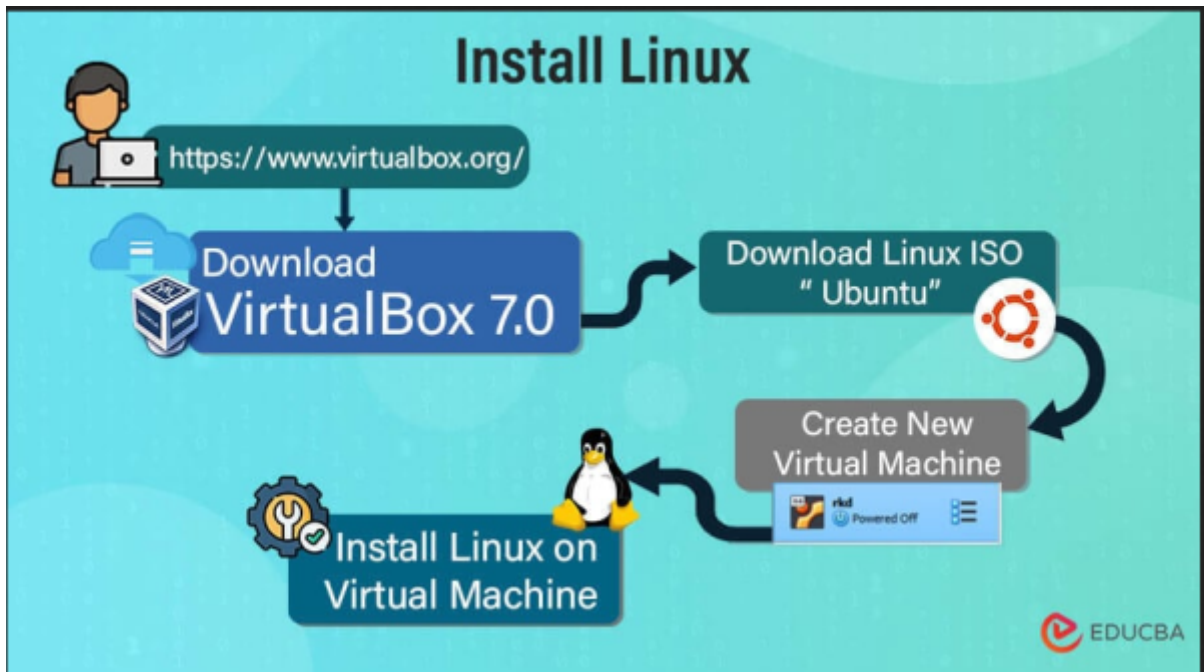 Install Linux
https://www.virtualbox.org/
Download
VirtualBox 7.0
Download Linux ISO
“ Ubuntu”
Create New
Virtual Machine
rkd
Powered Off
Install Linux on
Virtual Machine
EDUCBA